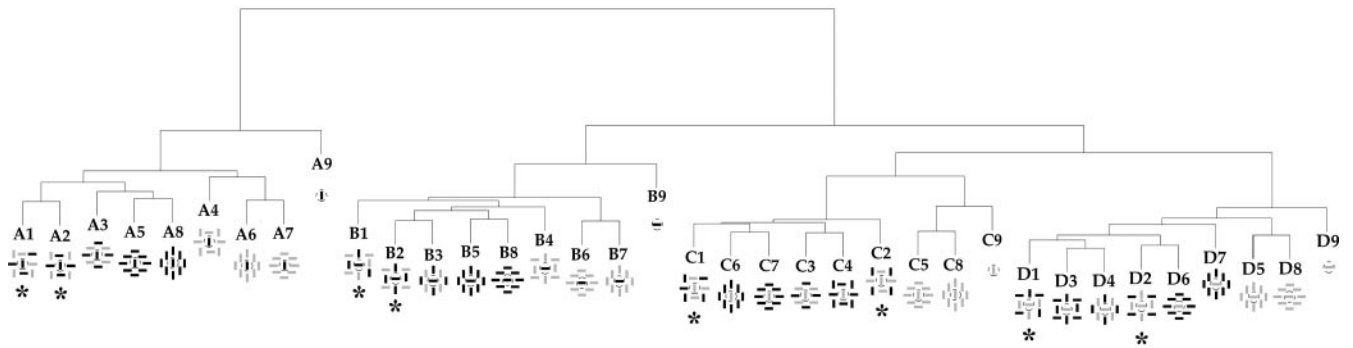 A9
A4
A3
A1 A2 A5 A8 A6 A7
* *
B9
B1
B2 B3 B5 B8 B4 B6 B7
* *
C9
C1 C6 C7 C3 C4 C2 C5 C8
* *
D9
D7
D1 D3 D4 D2 D6 D5 D8
* *